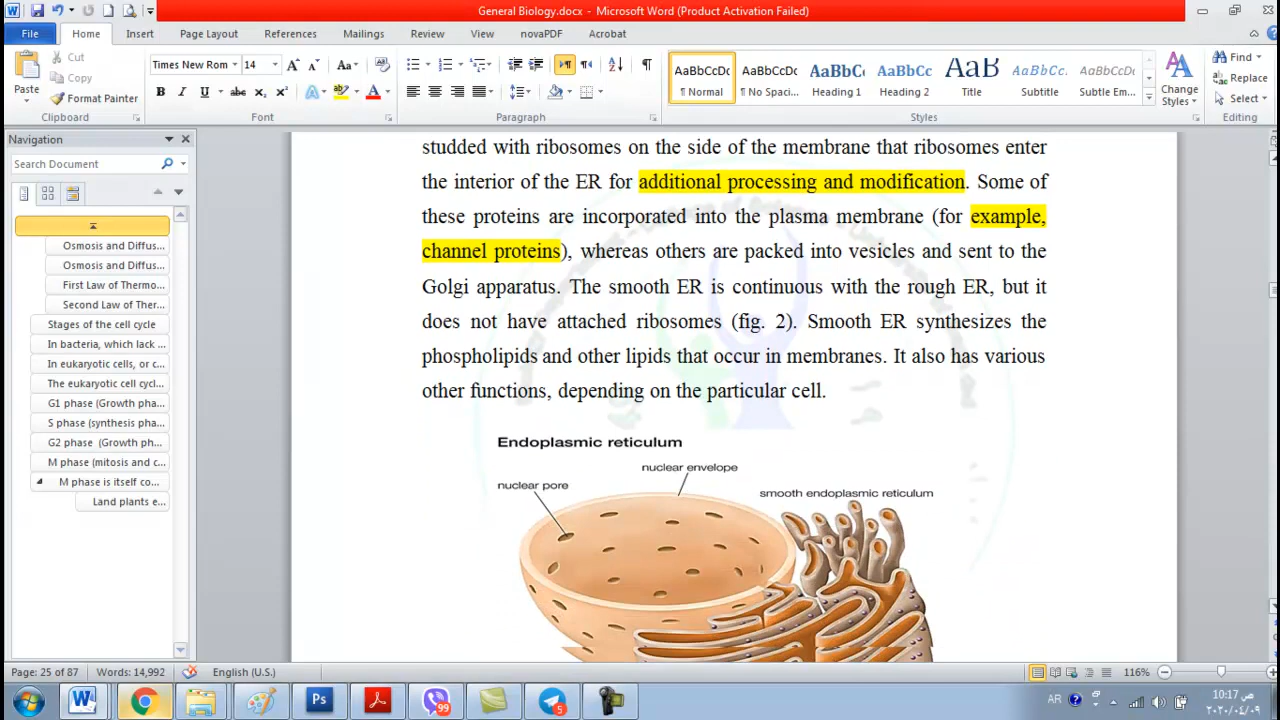 General Biology.docx - Microsoft Word (Product Activation Failed)
File Home Insert Page Layout References Mailings Review View novaPDF Acrobat
Paste
Cut
Copy
Format Painter
Clipboard
Times New Rom 14
Font
Paragraph
AaBbCcDc AaBbCcDc AaBbCc AaBbCc AaB AaBbCc AaBbCcDc
¶ Normal ¶ No Spaci... Heading 1 Heading 2 Title Subtitle Subtle Em...
Change
Styles
Styles
Find
Replace
Select
Editing
Navigation
Search Document
Osmosis and Diffus...
Osmosis and Diffus...
First Law of Thermo...
Second Law of Ther...
Stages of the cell cycle
In bacteria, which lack ...
In eukaryotic cells, or c...
The eukaryotic cell cycl...
G1 phase (Growth pha...
S phase (synthesis pha...
G2 phase (Growth ph...
M phase (mitosis and c...
M phase is itself co...
Land plants e...
studded with ribosomes on the side of the membrane that ribosomes enter
the interior of the ER for additional processing and modification. Some of
these proteins are incorporated into the plasma membrane (for example,
channel proteins), whereas others are packed into vesicles and sent to the
Golgi apparatus. The smooth ER is continuous with the rough ER, but it
does not have attached ribosomes (fig. 2). Smooth ER synthesizes the
phospholipids and other lipids that occur in membranes. It also has various
other functions, depending on the particular cell.
Endoplasmic reticulum
nuclear envelope
nuclear pore
smooth endoplasmic reticulum
Page: 25 of 87 Words: 14,992 English (U.S.) 116%
99
5
AR
10:17 ص
٢٠٢٠/٠٤/٠٩